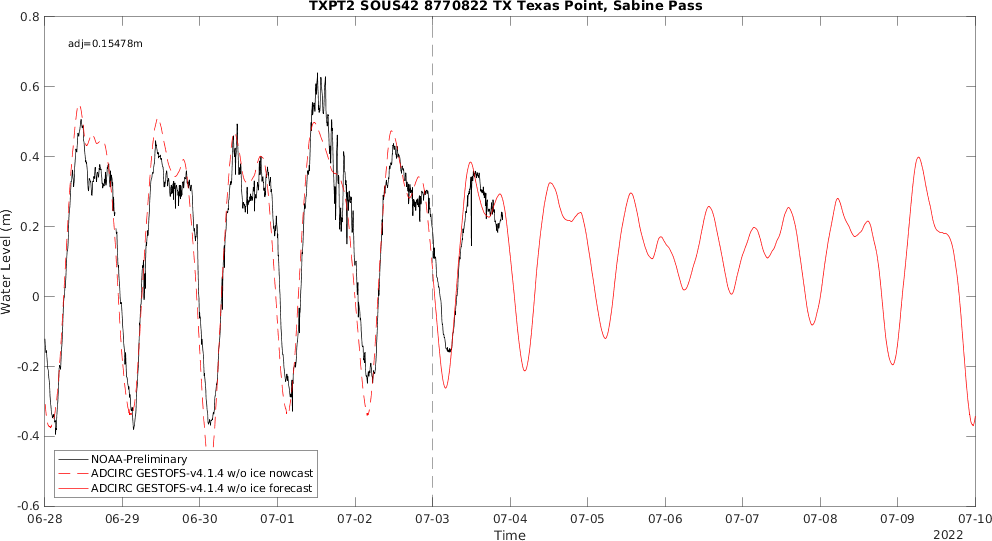 TXPT2 SOUS42 8770822 TX Texas Point, Sabine Pass
adj=0.15478m
0.8
0.6
0.4
0.2
0
-0.2
-0.4
-0.6
Water Level (m)
NOAA-Preliminary
ADCIRC GESTOFS-v4.1.4 w/o ice nowcast
ADCIRC GESTOFS-v4.1.4 w/o ice forecast
06-28 06-29 06-30 07-01 07-02 07-03 07-04 07-05 07-06 07-07 07-08 07-09 07-10
Time
2022